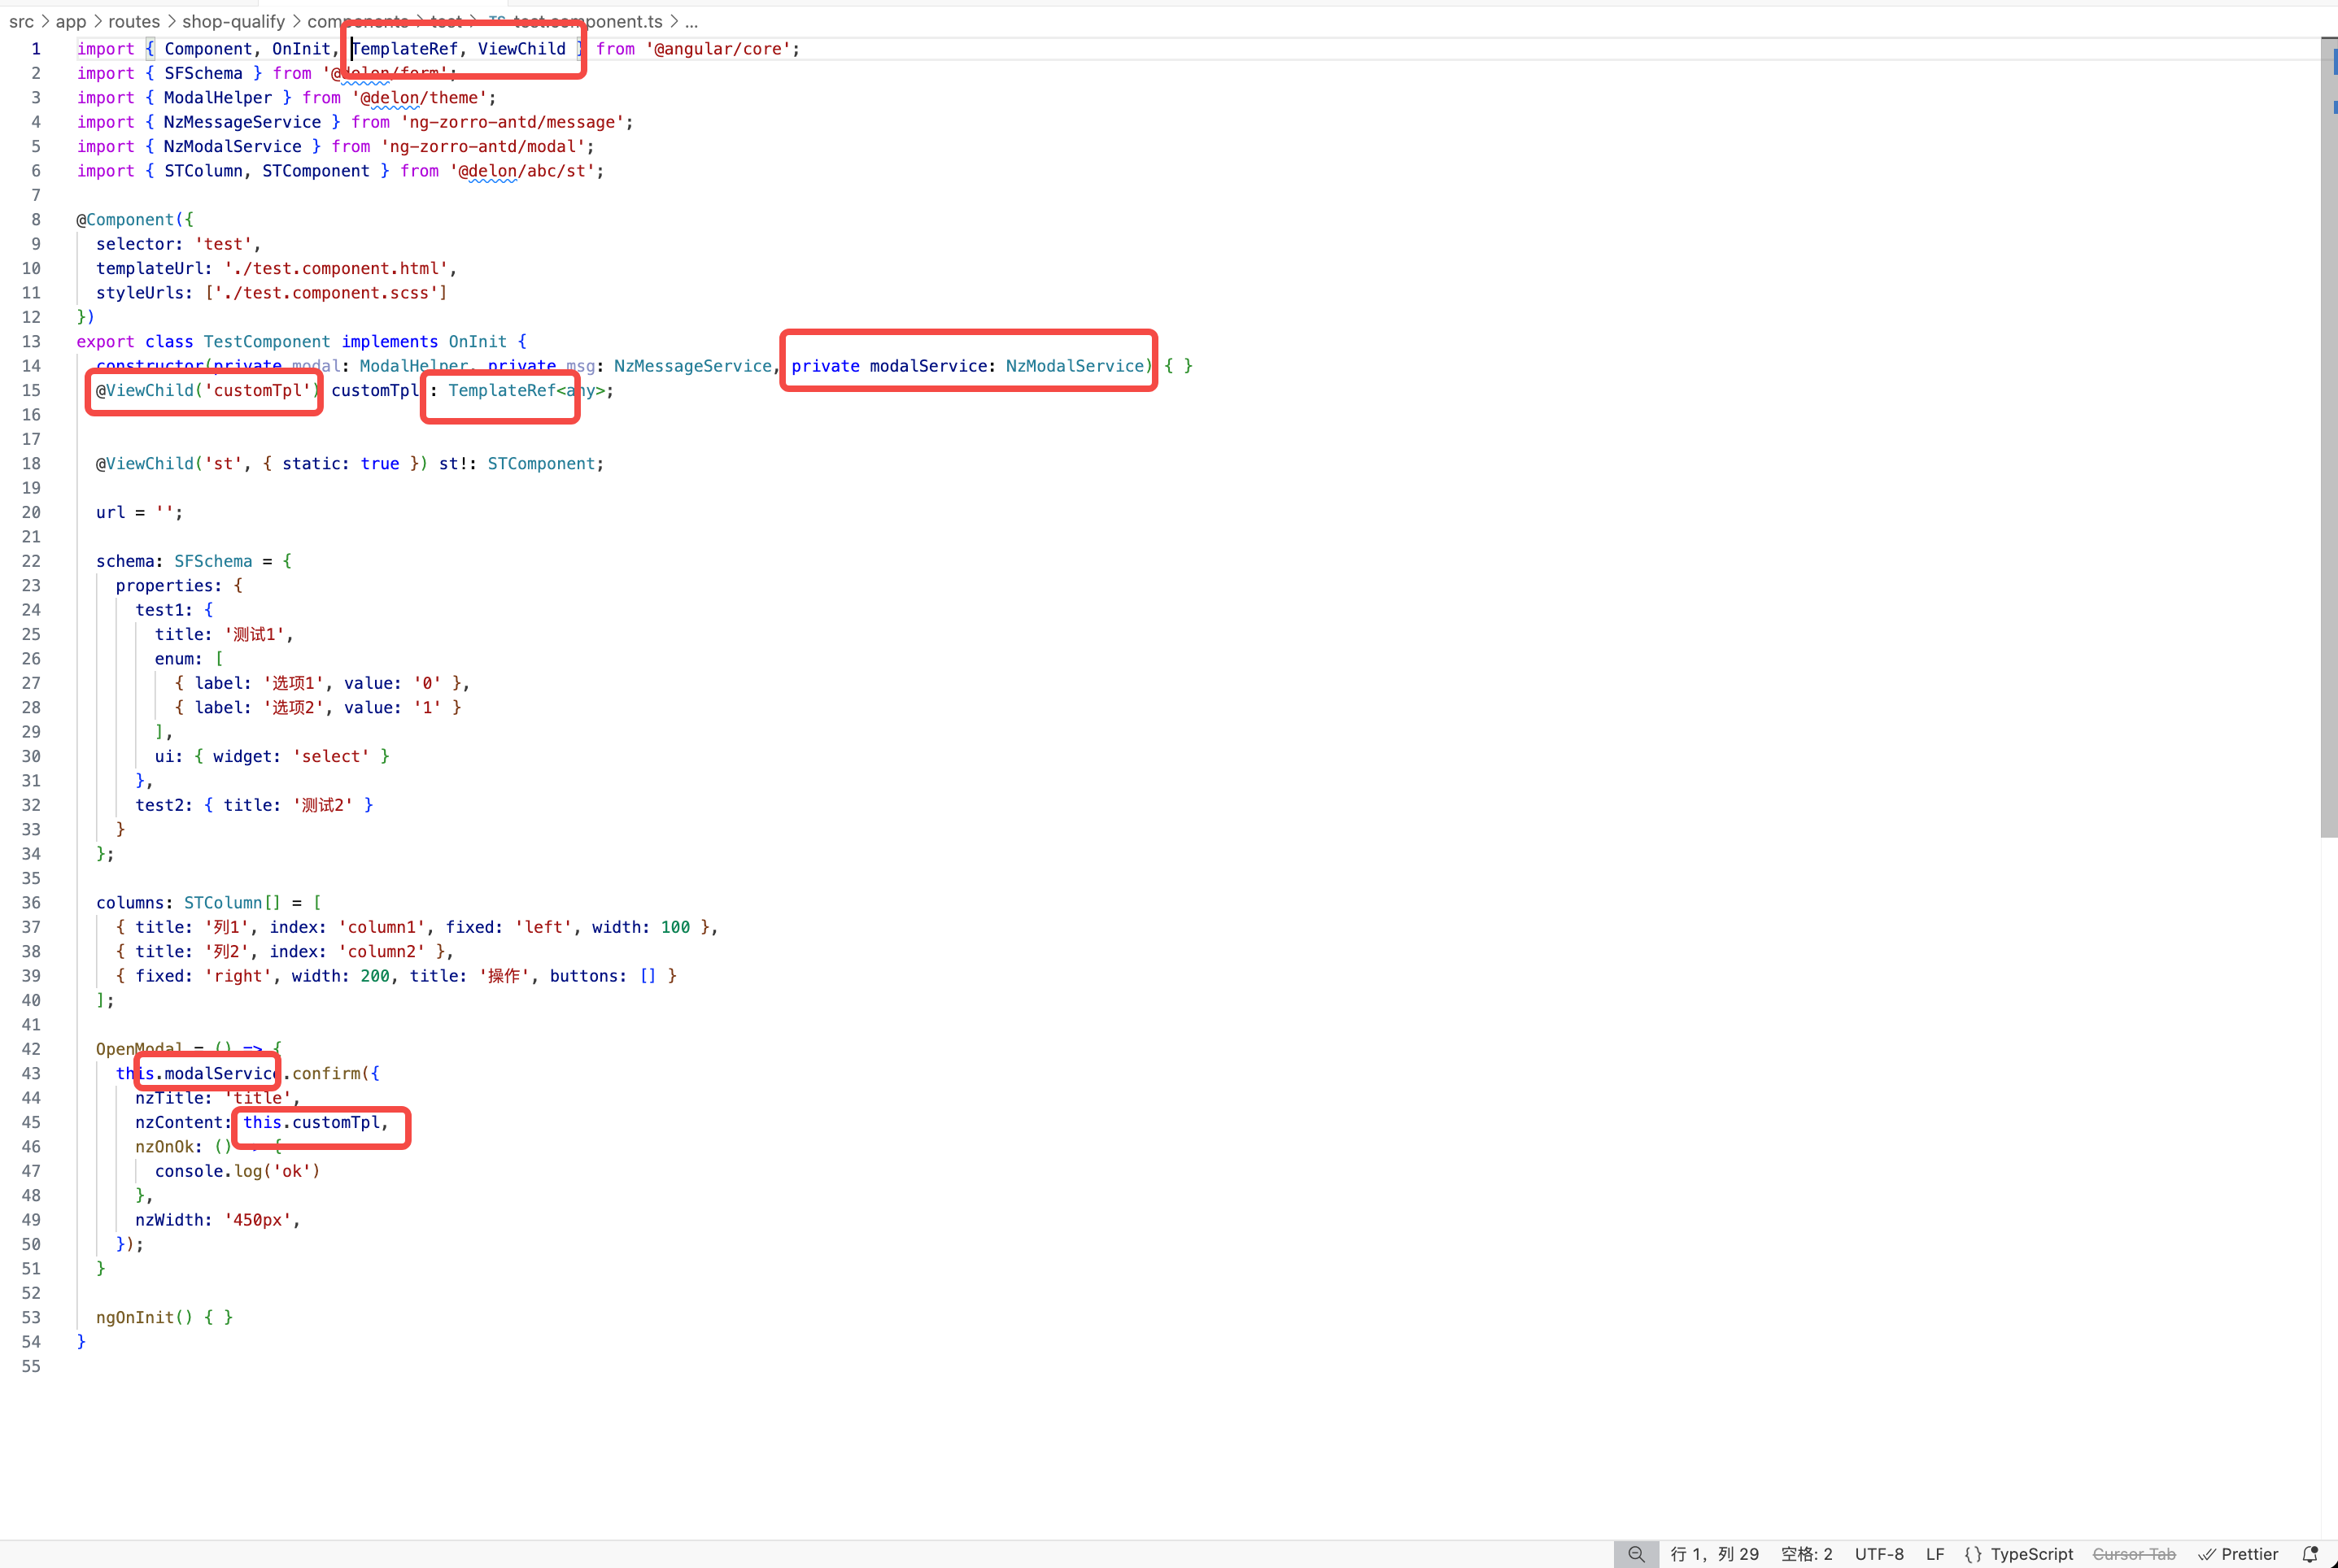 src > app > routes > shop-qualify > components > test > TS test.component.ts > ...
1 import { Component, OnInit, TemplateRef, ViewChild } from '@angular/core';
2 import { SFSchema } from '@delon/form';
3 import { ModalHelper } from '@delon/theme';
4 import { NzMessageService } from 'ng-zorro-antd/message';
5 import { NzModalService } from 'ng-zorro-antd/modal';
6 import { STColumn, STComponent } from '@delon/abc/st';
7
8 @Component({
9 selector: 'test',
10 templateUrl: './test.component.html',
11 styleUrls: ['./test.component.scss']
12 })
13 export class TestComponent implements OnInit {
14 constructor(private modal: ModalHelper, private msg: NzMessageService, private modalService: NzModalService) { }
15 @ViewChild('customTpl') customTpl : TemplateRef<any>;
16
17
18 @ViewChild('st', { static: true }) st!: STComponent;
19
20 url = '';
21
22 schema: SFSchema = {
23 properties: {
24 test1: {
25 title: '测试1',
26 enum: [
27 { label: '选项1', value: '0' },
28 { label: '选项2', value: '1' }
29 ],
30 ui: { widget: 'select' }
31 },
32 test2: { title: '测试2' }
33 }
34 };
35
36 columns: STColumn[] = [
37 { title: '列1', index: 'column1', fixed: 'left', width: 100 },
38 { title: '列2', index: 'column2' },
39 { fixed: 'right', width: 200, title: '操作', buttons: [] }
40 ];
41
42 OpenModal = () => {
43 this.modalService.confirm({
44 nzTitle: 'title',
45 nzContent: this.customTpl,
46 nzOnOk: () => {
47 console.log('ok')
48 },
49 nzWidth: '450px',
50 });
51 }
52
53 ngOnInit() { }
54 }
55
行 1，列 29 空格: 2 UTF-8 LF {} TypeScript Cursor Tab Prettier